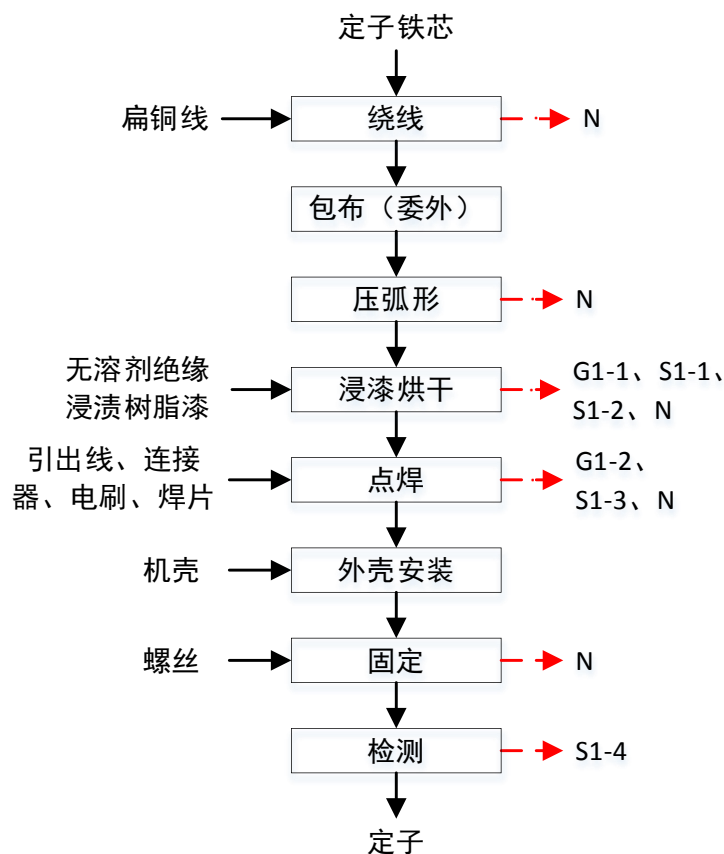 定子铁芯
扁铜线
绕线
N
包布（委外）
压弧形
N
无溶剂绝缘
浸渍树脂漆
浸漆烘干
G1-1、S1-1、
S1-2、N
引出线、连接
器、电刷、焊片
点焊
G1-2、
S1-3、N
机壳
外壳安装
螺丝
固定
N
检测
S1-4
定子